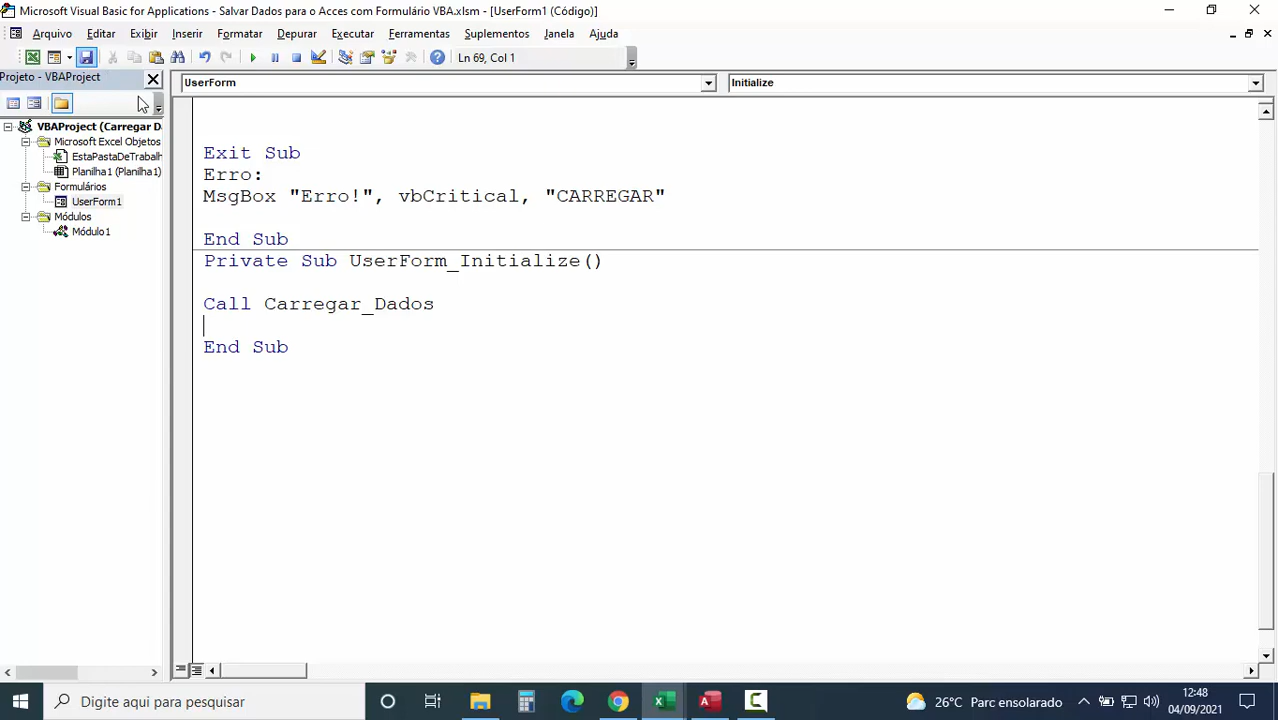 Microsoft Visual Basic for Applications - Salvar Dados para o Acces com Formulário VBA.xlsm - [UserForm1 (Código)]
Arquivo Editar Exibir Inserir Formatar Depurar Executar Ferramentas Suplementos Janela Ajuda
Ln 69, Col 1
Projeto - VBAProject
UserForm Initialize
VBAProject (Carregar Da
Microsoft Excel Objetos
EstaPastaDeTrabalh
Planilha1 (Planilha1)
Formulários
UserForm1
Módulos
Módulo1
Exit Sub
Erro:
MsgBox "Erro!", vbCritical, "CARREGAR"
End Sub
Private Sub UserForm_Initialize()
Call Carregar_Dados
End Sub
Digite aqui para pesquisar
26°C Parc ensolarado
12:48
04/09/2021